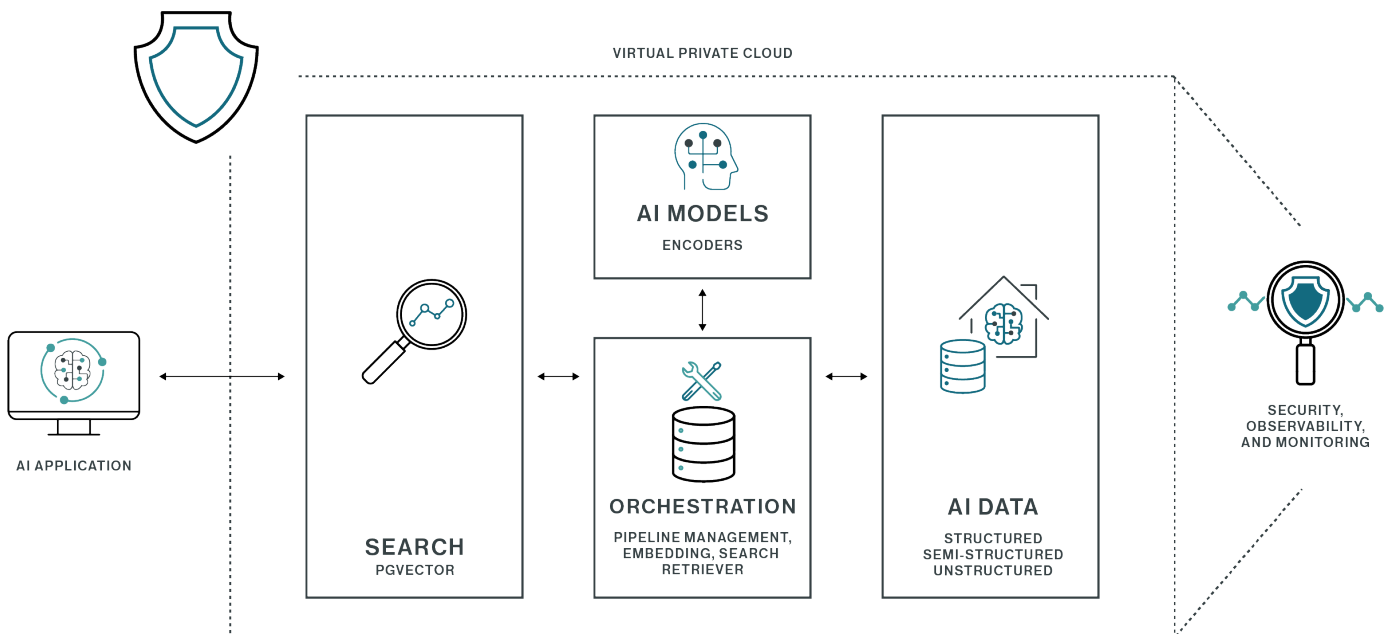 VIRTUAL PRIVATE CLOUD
AI MODELS
ENCODERS
SECURITY,
OBSERVABILITY,
AND MONITORING
AI APPLICATION
SEARCH
PGVECTOR
ORCHESTRATION
PIPELINE MANAGEMENT,
EMBEDDING, SEARCH
RETRIEVER
AI DATA
STRUCTURED
SEMI-STRUCTURED
UNSTRUCTURED